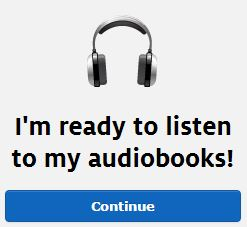 I'm ready to listen
to my audiobooks!
Continue